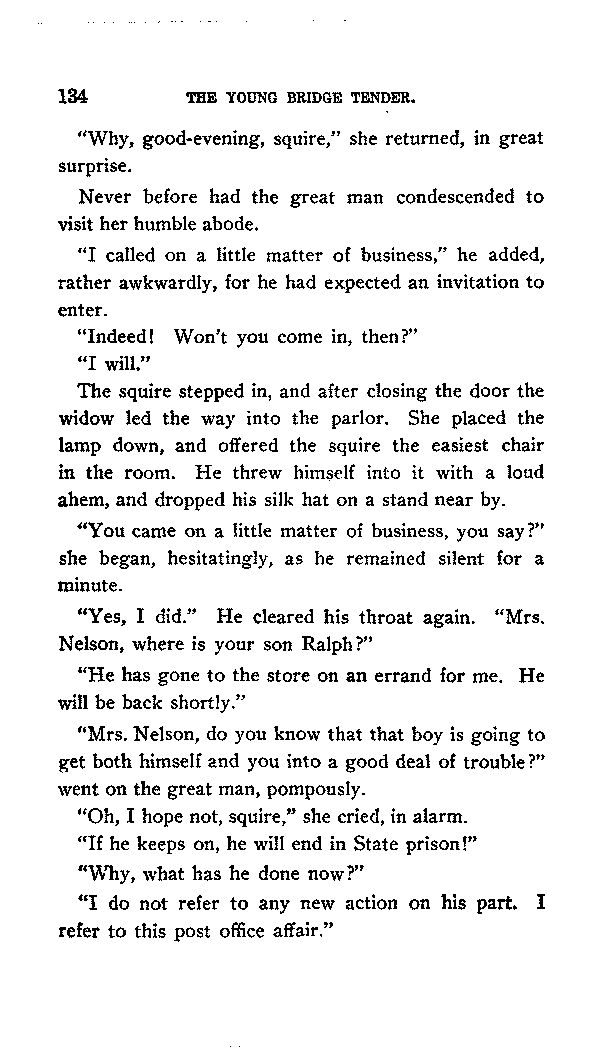 134 THE YOUNG BRIDGE TENDER.
"Why, good-evening, squire," she returned, in great
surprise.
Never before had the great man condescended to
visit her humble abode.
"I called on a little matter of business," he added,
rather awkwardly, for he had expected an invitation to
enter.
"Indeed! Won't you come in, then?"
"I will."
The squire stepped in, and after closing the door the
widow led the way into the parlor. She placed the
lamp down, and offered the squire the easiest chair
in the room. He threw himself into it with a loud
ahem, and dropped his silk hat on a stand near by.
"You came on a little matter of business, you say?"
she began, hesitatingly, as he remained silent for a
minute.
"Yes, I did." He cleared his throat again. "Mrs.
Nelson, where is your son Ralph?"
"He has gone to the store on an errand for me. He
will be back shortly."
"Mrs. Nelson, do you know that that boy is going to
get both himself and you into a good deal of trouble?"
went on the great man, pompously.
"Oh, I hope not, squire," she cried, in alarm.
"If he keeps on, he will end in State prison!"
"Why, what has he done now?"
"I do not refer to any new action on his part. I
refer to this post office affair."